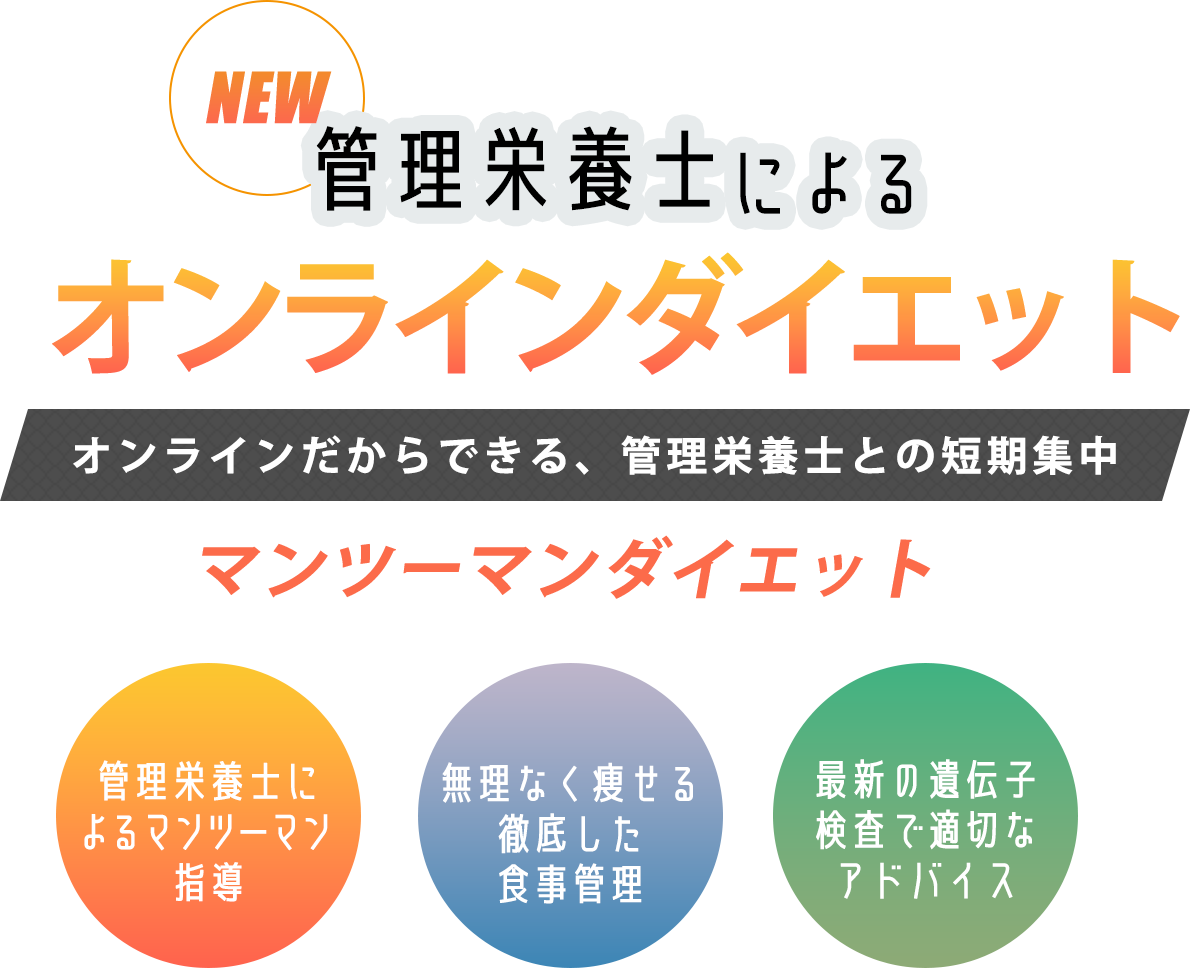 NEW
管理栄養士による
オンラインダイエット
オンラインだからできる、管理栄養士との短期集中
マンツーマンダイエット
管理栄養士に
よるマンツーマン
指導
無理なく痩せる
徹底した
食事管理
最新の遺伝子
検査で適切な
アドバイス